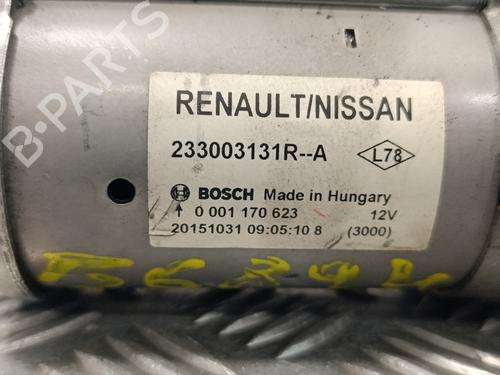 B-PARTS
RENAULT/NISSAN
233003131R--A
L78
BOSCH Made in Hungary
0 001 170 623 12V
20151031 09:05:10 8 (3000)